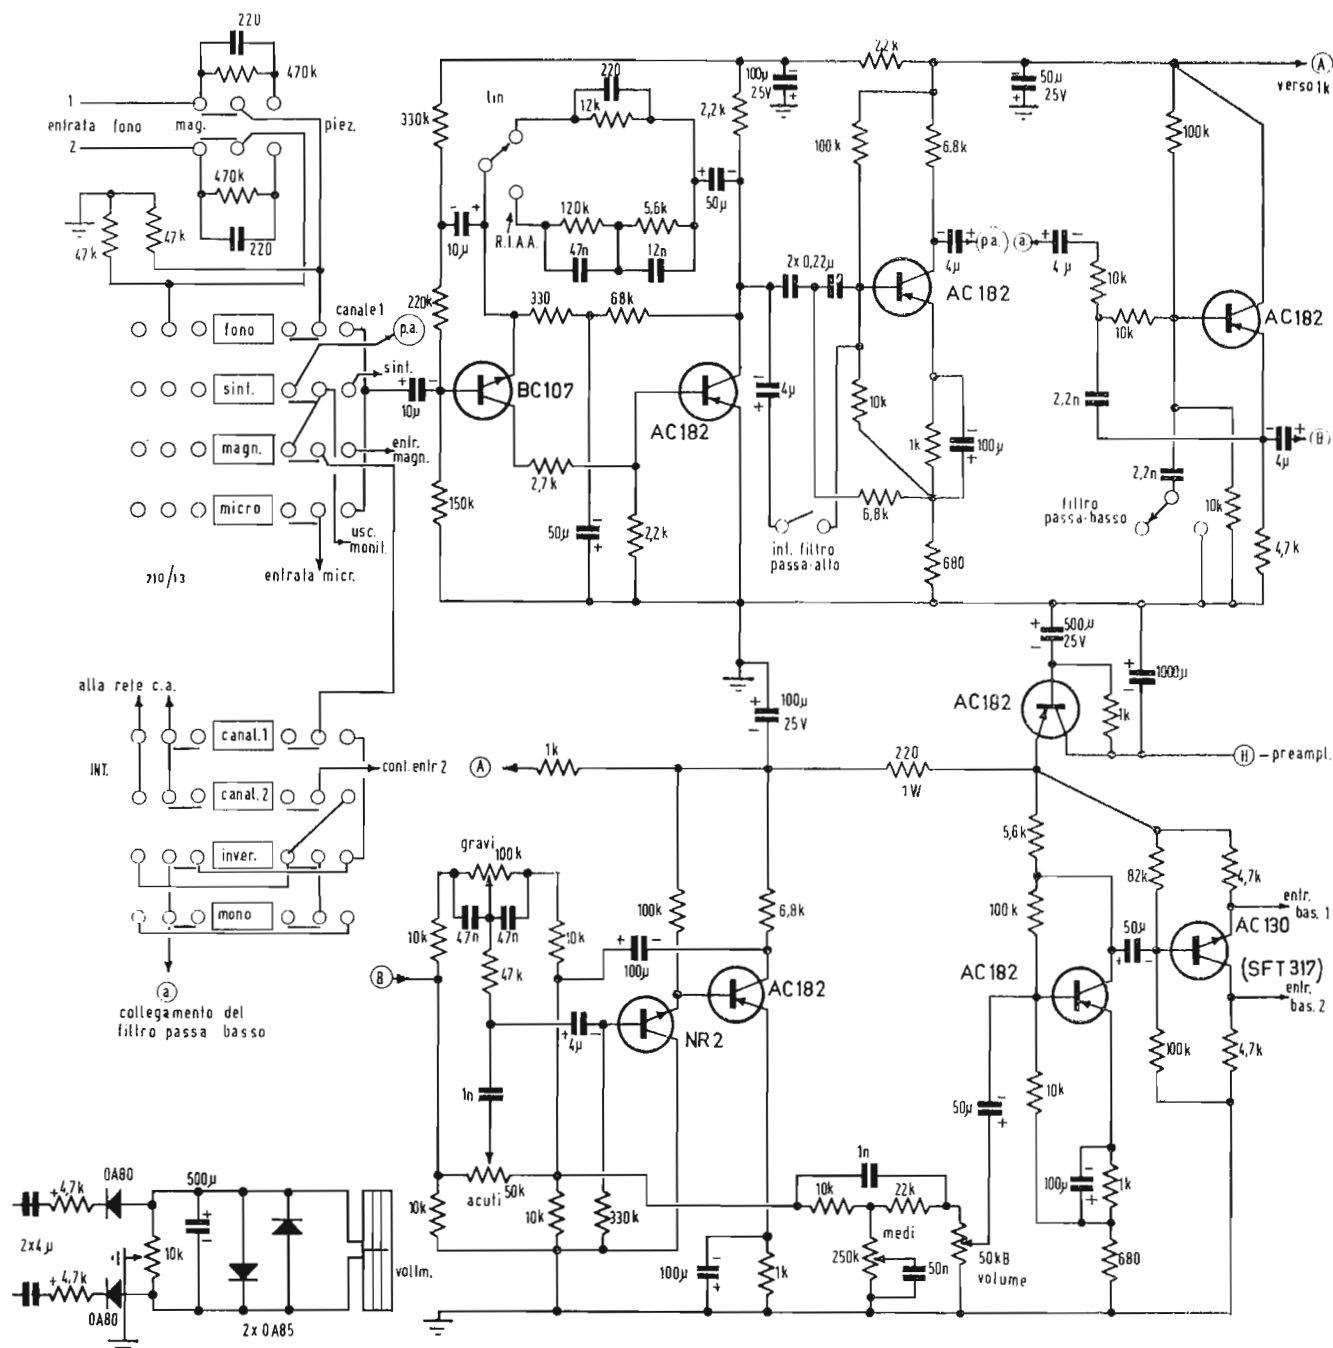 220
470k
1
entrata fono mag. piez.
2
470k
220
47k
47k
canale 1
p.a.
fono
sint.
sint.
magn.
entr. magn.
micro
usc. monit.
710/13
entrata micr.
330k
lin
220
12k
2,2k
100µ 25V
2,2k
50µ 25V
A
verso 1k
10µ
R.I.A.A.
120k
5,6k
47n
12n
50µ
220k
330
68k
10µ
BC107
AC182
2,7k
150k
50µ
2,2k
100k
6,8k
2x 0,22µ
4µ
p.a.
a.
4µ
AC182
4µ
10k
1k
100µ
6,8k
int. filtro passa-alto
680
100k
10k
10k
AC182
2,2n
2,2n
4µ
(B)
filtro passa-basso
10k
4,7k
alla rete c.a.
INT.
canal.1
cont. entr 2
canal.2
inver.
mono
a
collegamento del filtro passa basso
100µ 25V
500µ 25V
1000µ
AC182
1k
H – preampl.
A
1k
220
1W
gravi
100k
10k
47n
47n
10k
47k
B
100k
6,8k
100µ
AC182
NR2
4µ
1n
acuti
50k
10k
10k
330k
100µ
1k
1n
10k
22k
medi
250k
50n
50kB
volume
5,6k
100k
AC182
50µ
10k
50µ
100µ
1k
680
82k
4,7k
entr. bas. 1
AC130
(SFT317)
entr. bas. 2
100k
4,7k
4,7k
0A80
500µ
2x4µ
10k
4,7k
0A80
2x 0A85
vol.Im.